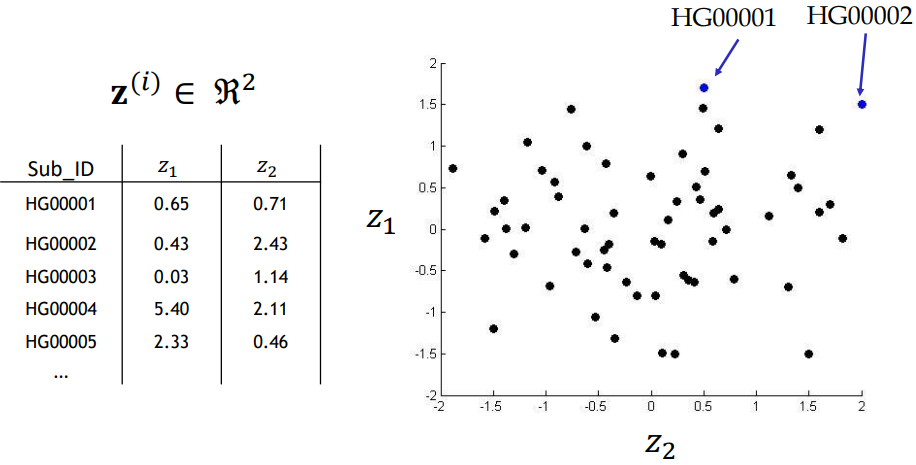 HG00001 HG00002
𝐳⁽ⁱ⁾ ∈ ℜ²
Sub_ID z₁ z₂
HG00001 0.65 0.71
HG00002 0.43 2.43
HG00003 0.03 1.14
HG00004 5.40 2.11
HG00005 2.33 0.46
...
2
1.5
1
0.5
0
-0.5
-1
-1.5
-2
z₁
-2 -1.5 -1 -0.5 0 0.5 1 1.5 2
z₂